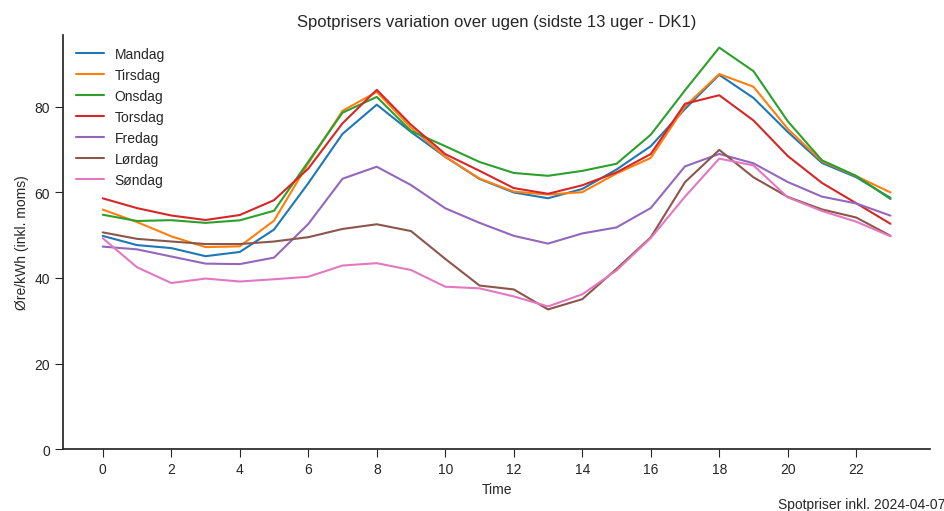 Spotprisers variation over ugen (sidste 13 uger - DK1)
Mandag
Tirsdag
Onsdag
Torsdag
Fredag
Lørdag
Søndag
Øre/kWh (inkl. moms)
80
60
40
20
0
0 2 4 6 8 10 12 14 16 18 20 22
Time
Spotpriser inkl. 2024-04-07